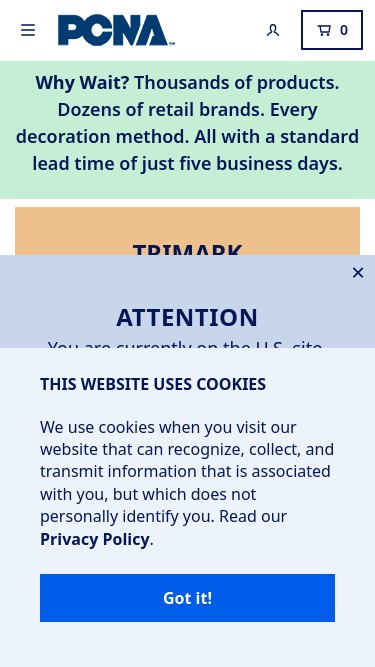 PCNA
0
Why Wait? Thousands of products.
Dozens of retail brands. Every
decoration method. All with a standard
lead time of just five business days.
TRIMARK
ATTENTION
You are currently on the U.S. site.
THIS WEBSITE USES COOKIES
We use cookies when you visit our
website that can recognize, collect, and
transmit information that is associated
with you, but which does not
personally identify you. Read our
Privacy Policy.
Got it!